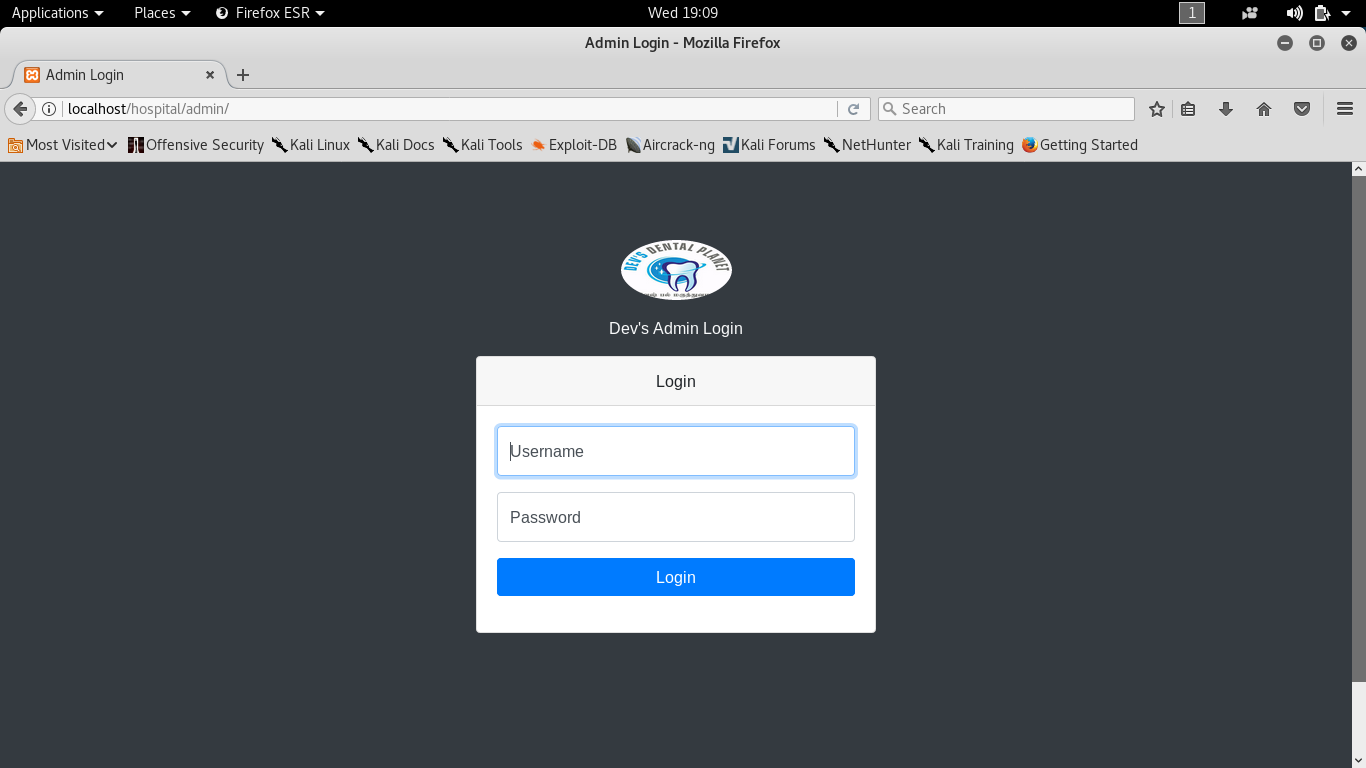 Applications Places Firefox ESR Wed 19:09 1
Admin Login - Mozilla Firefox
Admin Login
localhost/hospital/admin/ Search
Most Visited Offensive Security Kali Linux Kali Docs Kali Tools Exploit-DB Aircrack-ng Kali Forums NetHunter Kali Training Getting Started
DEV'S DENTAL PLANET
Dev's Admin Login
Login
Username
Password
Login